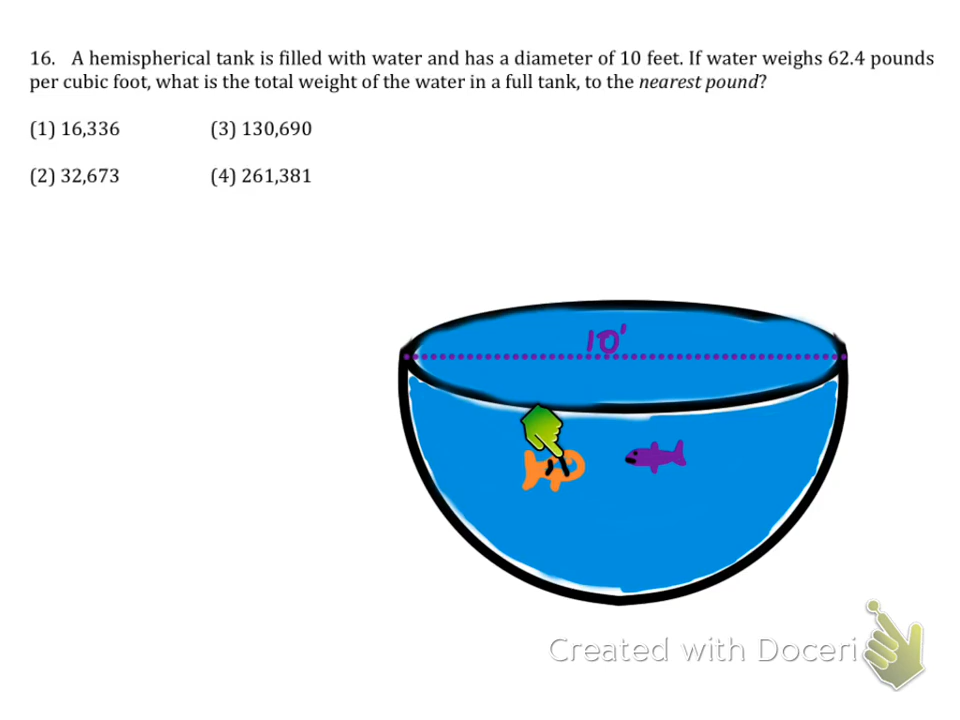 16. A hemispherical tank is filled with water and has a diameter of 10 feet. If water weighs 62.4 pounds
per cubic foot, what is the total weight of the water in a full tank, to the nearest pound?
(1) 16,336 (3) 130,690
(2) 32,673 (4) 261,381
10'
Created with Doceri